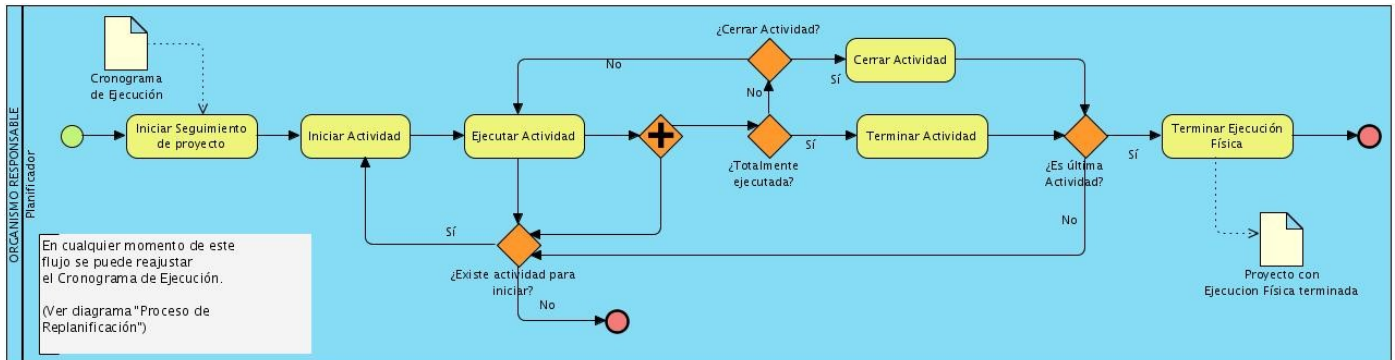 ORGANISMO RESPONSABLE
Planificador
Cronograma
de Ejecución
Iniciar Seguimiento
de proyecto
Iniciar Actividad
Ejecutar Actividad
¿Cerrar Actividad?
No
Sí
Cerrar Actividad
No
¿Totalmente
ejecutada?
Sí
Terminar Actividad
¿Es última
Actividad?
Sí
No
Terminar Ejecución
Física
Proyecto con
Ejecucion Física terminada
Sí
¿Existe actividad para
iniciar?
No
En cualquier momento de este
flujo se puede reajustar
el Cronograma de Ejecución.
(Ver diagrama "Proceso de
Replanificación")